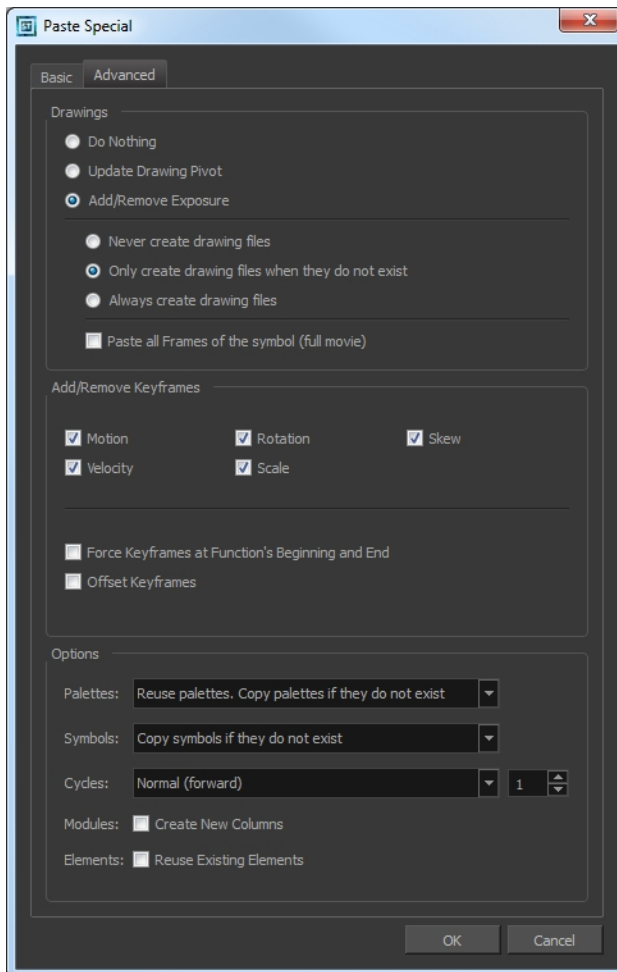 ST Paste Special
Basic Advanced
Drawings
Do Nothing
Update Drawing Pivot
Add/Remove Exposure
Never create drawing files
Only create drawing files when they do not exist
Always create drawing files
Paste all Frames of the symbol (full movie)
Add/Remove Keyframes
Motion Rotation Skew
Velocity Scale
Force Keyframes at Function's Beginning and End
Offset Keyframes
Options
Palettes: Reuse palettes. Copy palettes if they do not exist
Symbols: Copy symbols if they do not exist
Cycles: Normal (forward) 1
Modules: Create New Columns
Elements: Reuse Existing Elements
OK Cancel